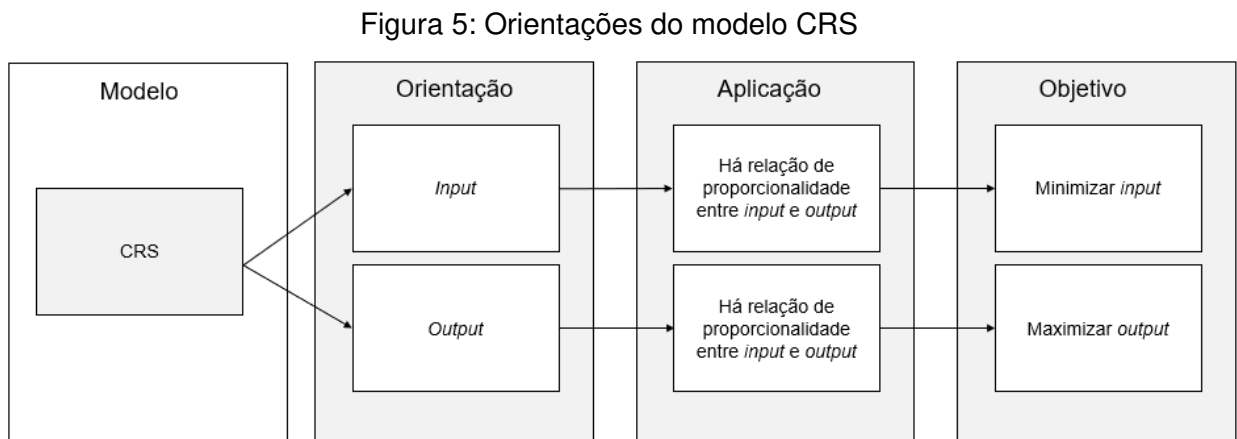 Figura 5: Orientações do modelo CRS
Modelo
Orientação
Aplicação
Objetivo
CRS
Input
Há relação de
proporcionalidade
entre input e output
Minimizar input
Output
Há relação de
proporcionalidade
entre input e output
Maximizar output